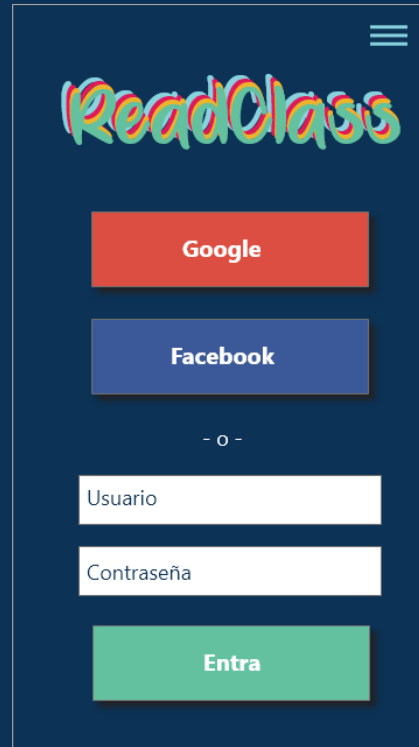 ReadClass
Google
Facebook
- o -
Usuario
Contraseña
Entra